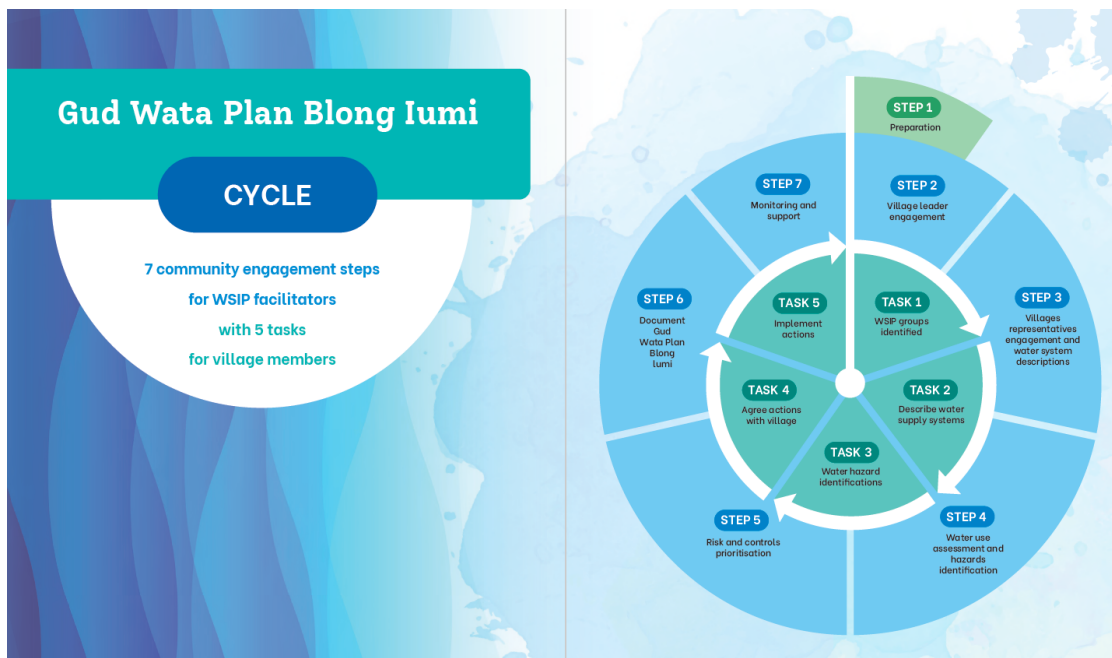 Gud Wata Plan Blong Iumi
CYCLE
7 community engagement steps
for WSIP facilitators
with 5 tasks
for village members
STEP 1
Preparation
STEP 2
Village leader
engagement
STEP 3
Villages
representatives
engagement and
water system
descriptions
STEP 4
Water use
assessment and
hazards
identification
STEP 5
Risk and controls
prioritisation
STEP 6
Document
Gud
Wata Plan
Blong
Iumi
STEP 7
Monitoring and
support
TASK 1
WSIP groups
identified
TASK 2
Describe water
supply systems
TASK 3
Water hazard
identifications
TASK 4
Agree actions
with village
TASK 5
Implement
actions